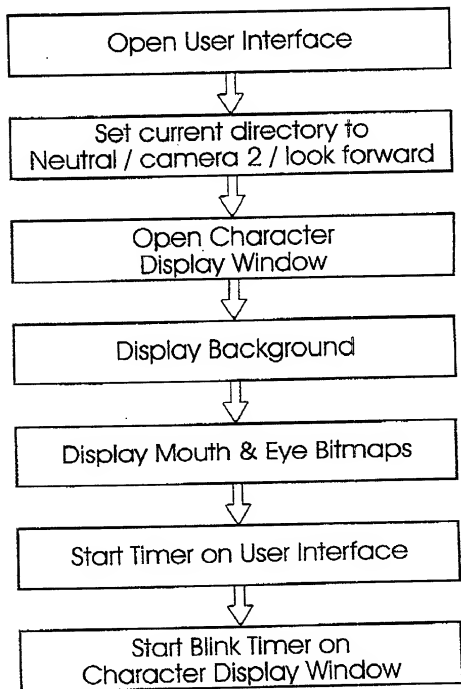 Open User Interface
Set current directory to
Neutral / camera 2 / look forward
Open Character
Display Window
Display Background
Display Mouth & Eye Bitmaps
Start Timer on User Interface
Start Blink Timer on
Character Display Window